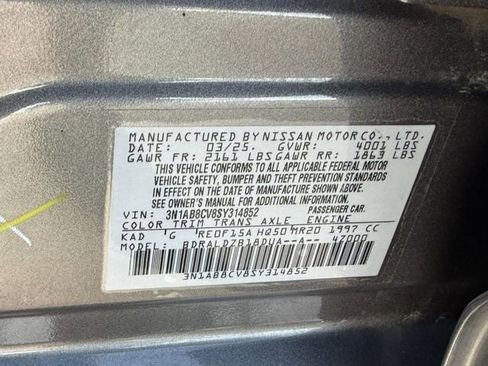 MANUFACTURED BY NISSAN MOTOR CO., LTD.
DATE: 03/25. GVWR: 4001 LBS
GAWR FR: 2161 LBS GAWR RR: 1863 LBS
THIS VEHICLE CONFORMS TO ALL APPLICABLE FEDERAL MOTOR
VEHICLE SAFETY, BUMPER AND THEFT PREVENTION
STANDARDS IN EFFECT ON THE DATE OF
MANUFACTURE SHOWN ABOVE.
SEE OWNER'S MANUAL FOR ADDITIONAL INFORMATION.
VIN: 3N1AB8CV8SY314852 PASSENGER CAR.
COLOR TRIM TRANS AXLE ENGINE
KAD G RE0F15A HQ50 MR20 1997 CC
MODEL: BDRALDZB18DUA--A-- 4Z000
3N1AB8CV8SY314852